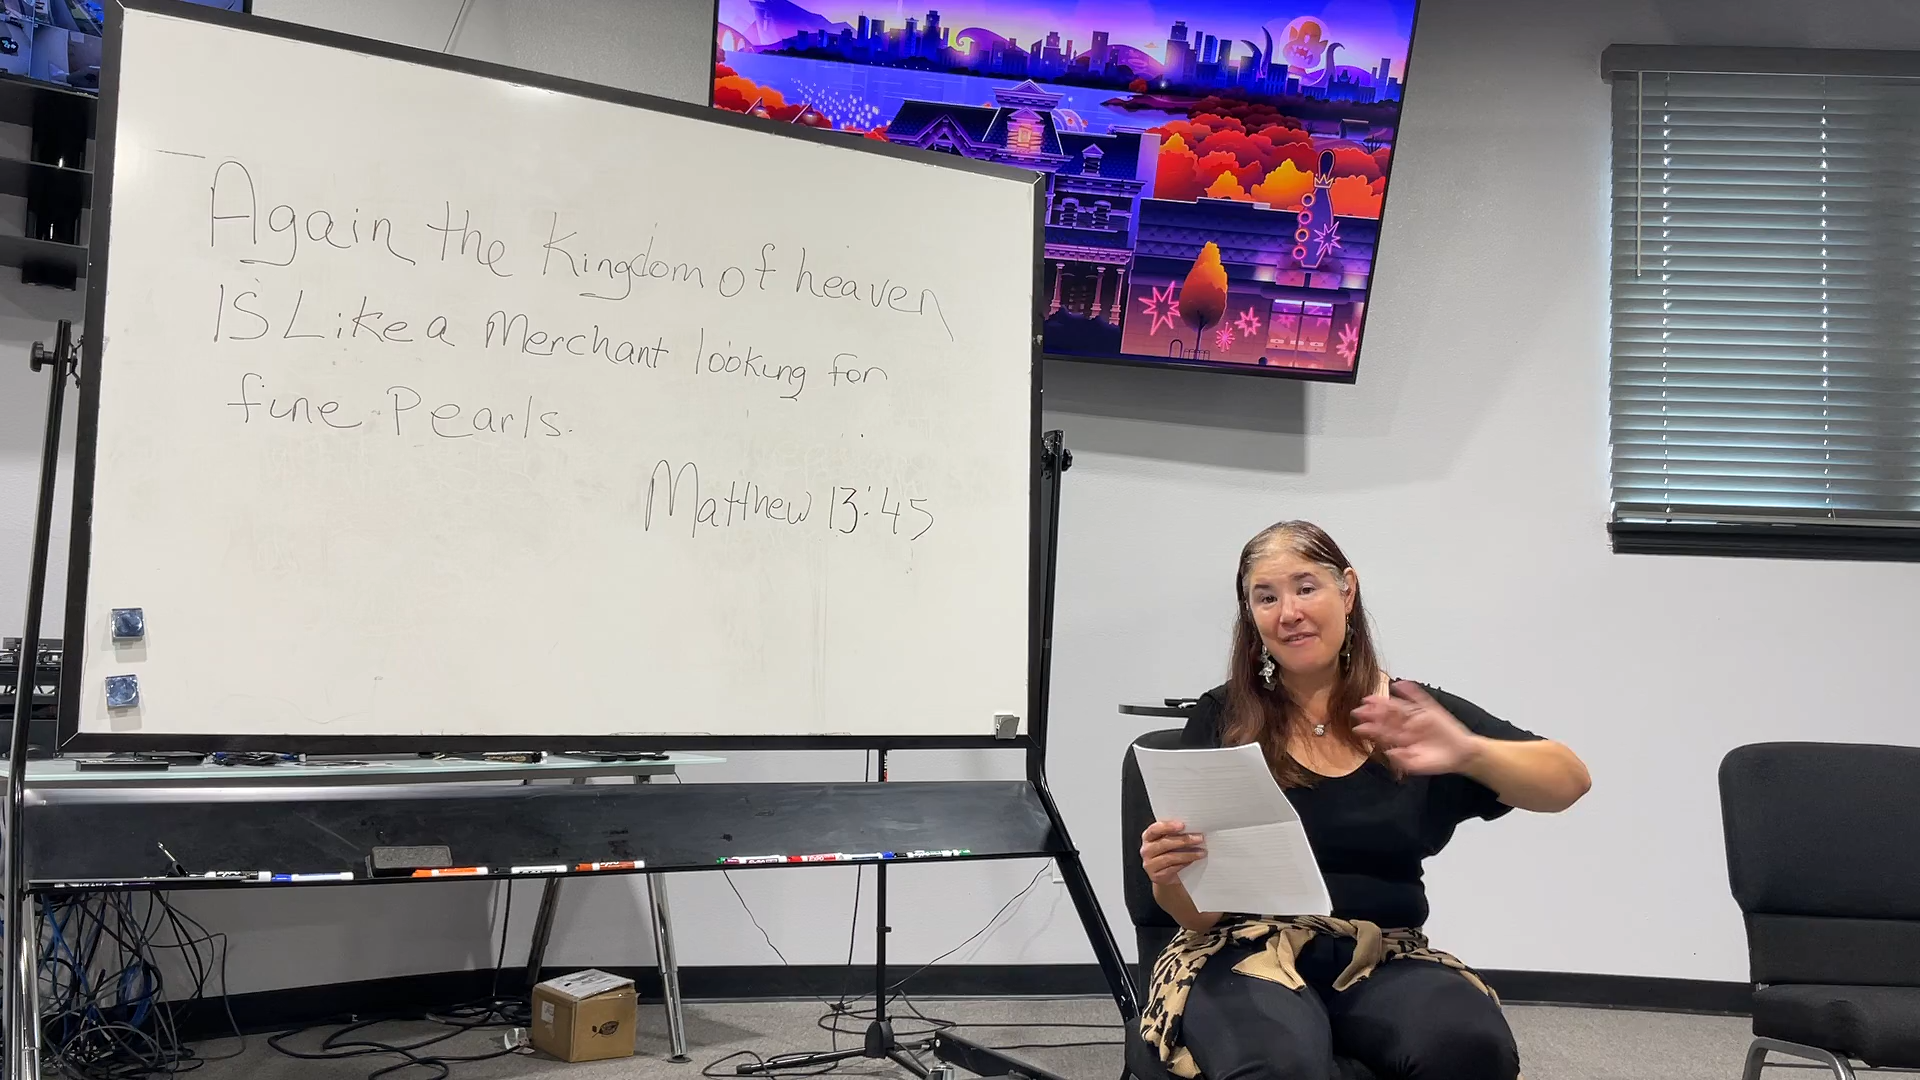 Again the Kingdom of heaven
IS Like a Merchant looking for
fine Pearls.
Matthew 13:45